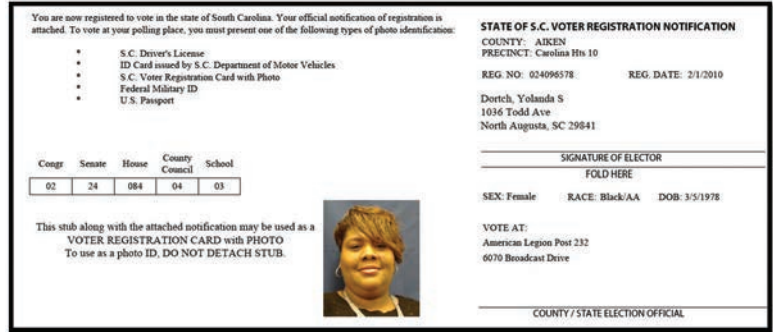 You are now registered to vote in the state of South Carolina. Your official notification of registration is
attached. To vote at your polling place, you must present one of the following types of photo identification:
* S.C. Driver's License
* ID Card issued by S.C. Department of Motor Vehicles
* S.C. Voter Registration Card with Photo
* Federal Military ID
* U.S. Passport
Congr Senate House County Council School
02 24 084 04 03
This stub along with the attached notification may be used as a
VOTER REGISTRATION CARD with PHOTO
To use as a photo ID, DO NOT DETACH STUB.
STATE OF S.C. VOTER REGISTRATION NOTIFICATION
COUNTY: AIKEN
PRECINCT: Carolina Hts 10
REG. NO: 024096578 REG. DATE: 2/1/2010
Dortch, Yolanda S
1036 Todd Ave
North Augusta, SC 29841
SIGNATURE OF ELECTOR
FOLD HERE
SEX: Female RACE: Black/AA DOB: 3/5/1978
VOTE AT:
American Legion Post 232
6070 Broadcast Drive
COUNTY / STATE ELECTION OFFICIAL